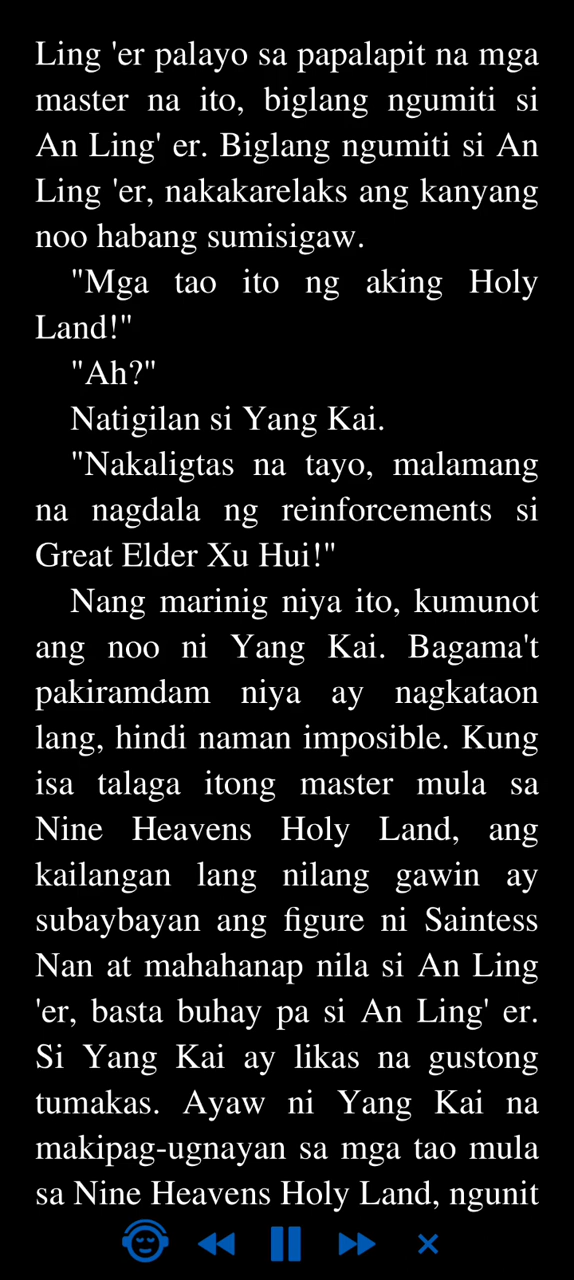 Ling 'er palayo sa papalapit na mga
master na ito, biglang ngumiti si
An Ling' er. Biglang ngumiti si An
Ling 'er, nakakarelaks ang kanyang
noo habang sumisigaw.
"Mga tao ito ng aking Holy
Land!"
"Ah?"
Natigilan si Yang Kai.
"Nakaligtas na tayo, malamang
na nagdala ng reinforcements si
Great Elder Xu Hui!"
Nang marinig niya ito, kumunot
ang noo ni Yang Kai. Bagama't
pakiramdam niya ay nagkataon
lang, hindi naman imposible. Kung
isa talaga itong master mula sa
Nine Heavens Holy Land, ang
kailangan lang nilang gawin ay
subaybayan ang figure ni Saintess
Nan at mahahanap nila si An Ling
'er, basta buhay pa si An Ling' er.
Si Yang Kai ay likas na gustong
tumakas. Ayaw ni Yang Kai na
makipag-ugnayan sa mga tao mula
sa Nine Heavens Holy Land, ngunit